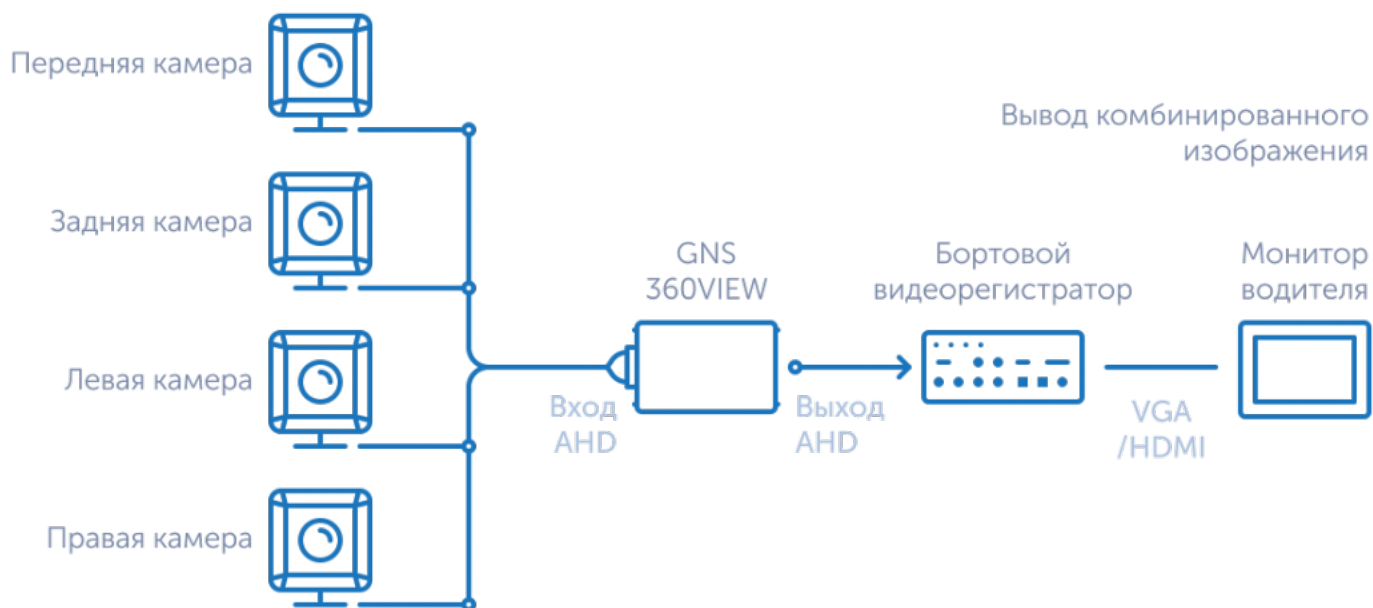 Передняя камера
Вывод комбинированного
изображения
Задняя камера
GNS
360VIEW
Бортовой
видеорегистратор
Монитор
водителя
Левая камера
Вход
AHD
Выход
AHD
VGA
/HDMI
Правая камера